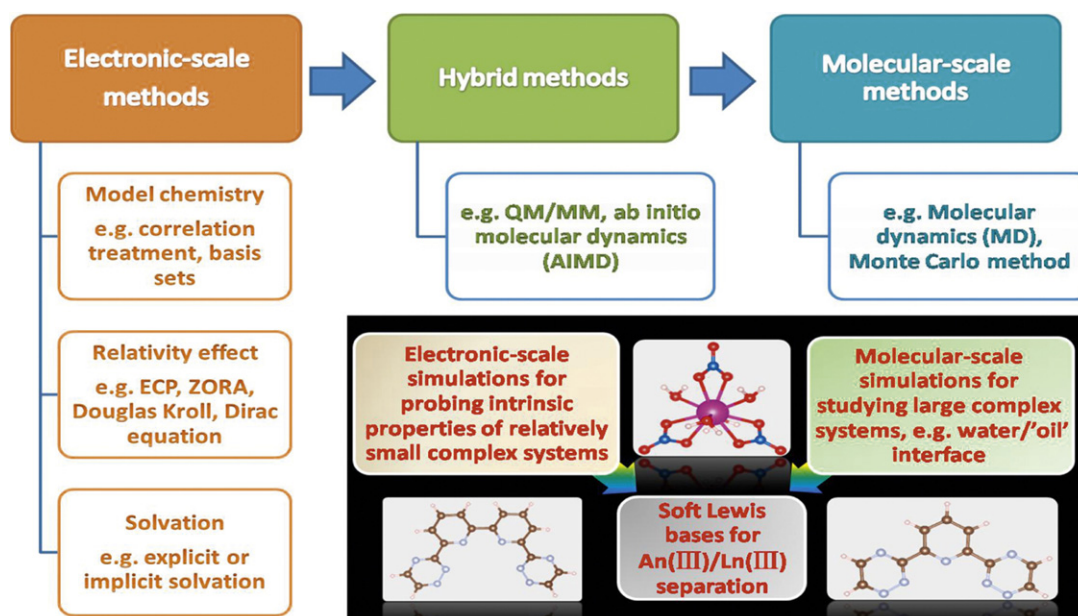 Electronic-scale
methods
Hybrid methods
Molecular-scale
methods
Model chemistry
e.g. correlation
treatment, basis
sets
e.g. QM/MM, ab initio
molecular dynamics
(AIMD)
e.g. Molecular
dynamics (MD),
Monte Carlo method
Relativity effect
e.g. ECP, ZORA,
Douglas Kroll, Dirac
equation
Solvation
e.g. explicit or
implicit solvation
Electronic-scale
simulations for
probing intrinsic
properties of relatively
small complex systems
Molecular-scale
simulations for
studying large complex
systems, e.g. water/'oil'
interface
Soft Lewis
bases for
An(III)/Ln(III)
separation